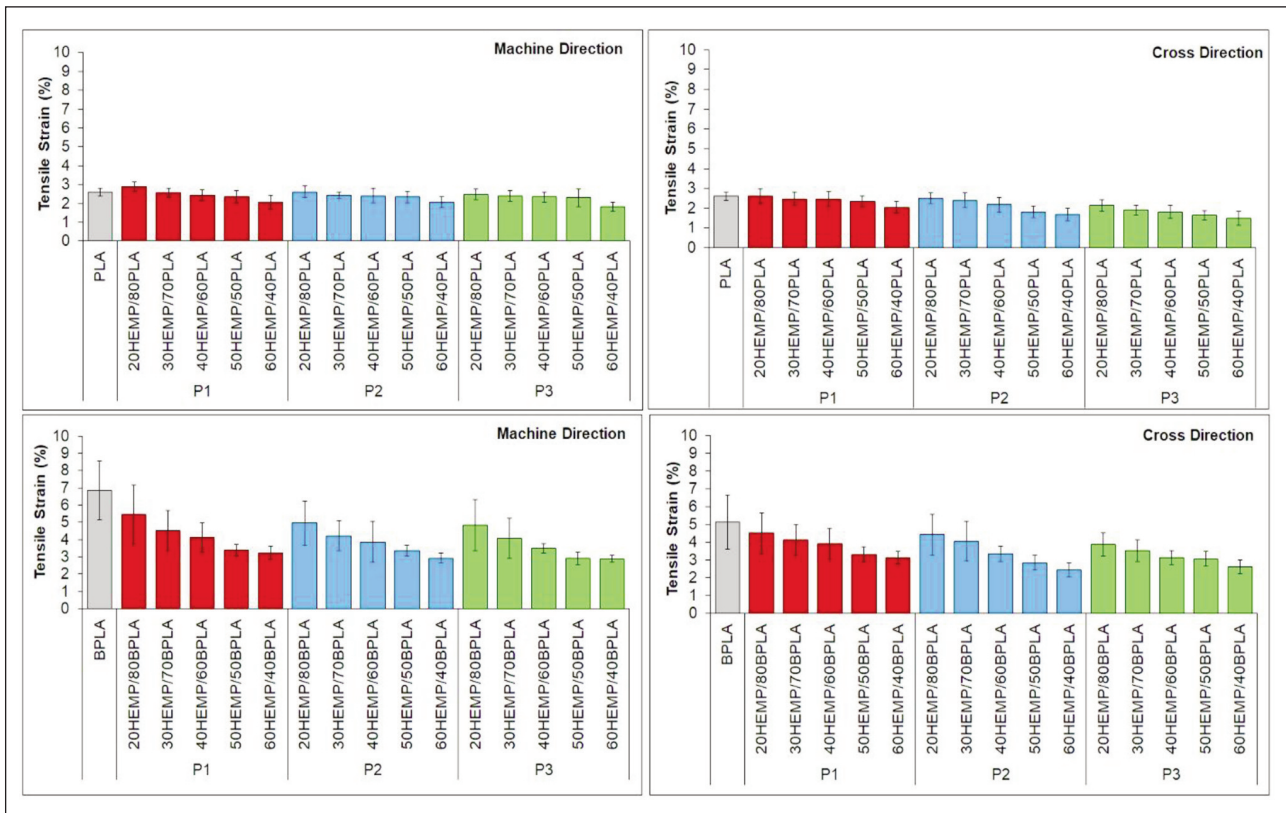 Machine Direction
Tensile Strain (%)
10
9
8
7
6
5
4
3
2
1
0
PLA
20HEMP/80PLA
30HEMP/70PLA
40HEMP/60PLA
50HEMP/50PLA
60HEMP/40PLA
20HEMP/80PLA
30HEMP/70PLA
40HEMP/60PLA
50HEMP/50PLA
60HEMP/40PLA
20HEMP/80PLA
30HEMP/70PLA
40HEMP/60PLA
50HEMP/50PLA
60HEMP/40PLA
P1
P2
P3
Cross Direction
Tensile Strain (%)
10
9
8
7
6
5
4
3
2
1
0
PLA
20HEMP/80PLA
30HEMP/70PLA
40HEMP/60PLA
50HEMP/50PLA
60HEMP/40PLA
20HEMP/80PLA
30HEMP/70PLA
40HEMP/60PLA
50HEMP/50PLA
60HEMP/40PLA
20HEMP/80PLA
30HEMP/70PLA
40HEMP/60PLA
50HEMP/50PLA
60HEMP/40PLA
P1
P2
P3
Machine Direction
Tensile Strain (%)
10
9
8
7
6
5
4
3
2
1
0
BPLA
20HEMP/80BPLA
30HEMP/70BPLA
40HEMP/60BPLA
50HEMP/50BPLA
60HEMP/40BPLA
20HEMP/80BPLA
30HEMP/70BPLA
40HEMP/60BPLA
50HEMP/50BPLA
60HEMP/40BPLA
20HEMP/80BPLA
30HEMP/70BPLA
40HEMP/60BPLA
50HEMP/50BPLA
60HEMP/40BPLA
P1
P2
P3
Cross Direction
Tensile Strain (%)
10
9
8
7
6
5
4
3
2
1
0
BPLA
20HEMP/80BPLA
30HEMP/70BPLA
40HEMP/60BPLA
50HEMP/50BPLA
60HEMP/40BPLA
20HEMP/80BPLA
30HEMP/70BPLA
40HEMP/60BPLA
50HEMP/50BPLA
60HEMP/40BPLA
20HEMP/80BPLA
30HEMP/70BPLA
40HEMP/60BPLA
50HEMP/50BPLA
60HEMP/40BPLA
P1
P2
P3